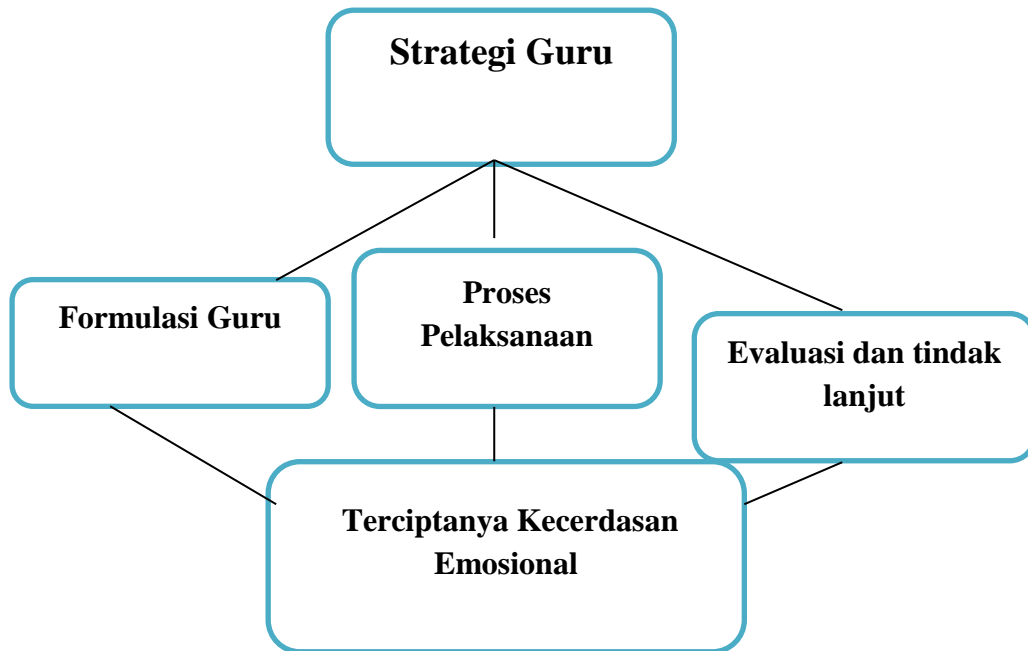 Strategi Guru
Formulasi Guru
Proses
Pelaksanaan
Evaluasi dan tindak
lanjut
Terciptanya Kecerdasan
Emosional